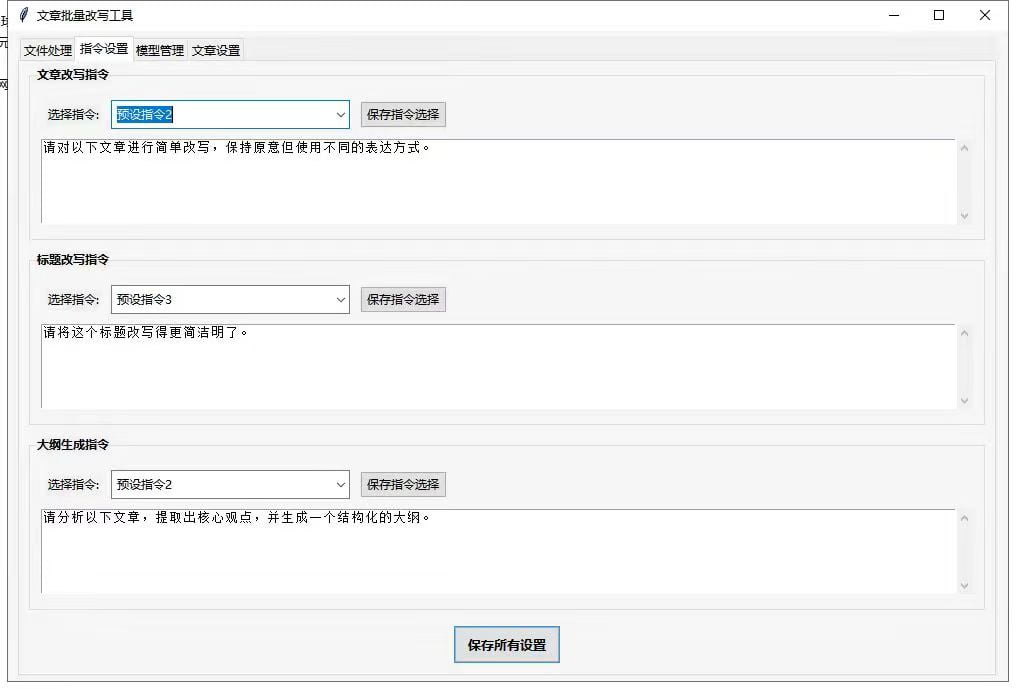 文章批量改写工具
文件处理 指令设置 模型管理 文章设置
文章改写指令
选择指令: 预设指令2 保存指令选择
请对以下文章进行简单改写，保持原意但使用不同的表达方式。
标题改写指令
选择指令: 预设指令3 保存指令选择
请将这个标题改写得更简洁明了。
大纲生成指令
选择指令: 预设指令2 保存指令选择
请分析以下文章，提取出核心观点，并生成一个结构化的大纲。
保存所有设置